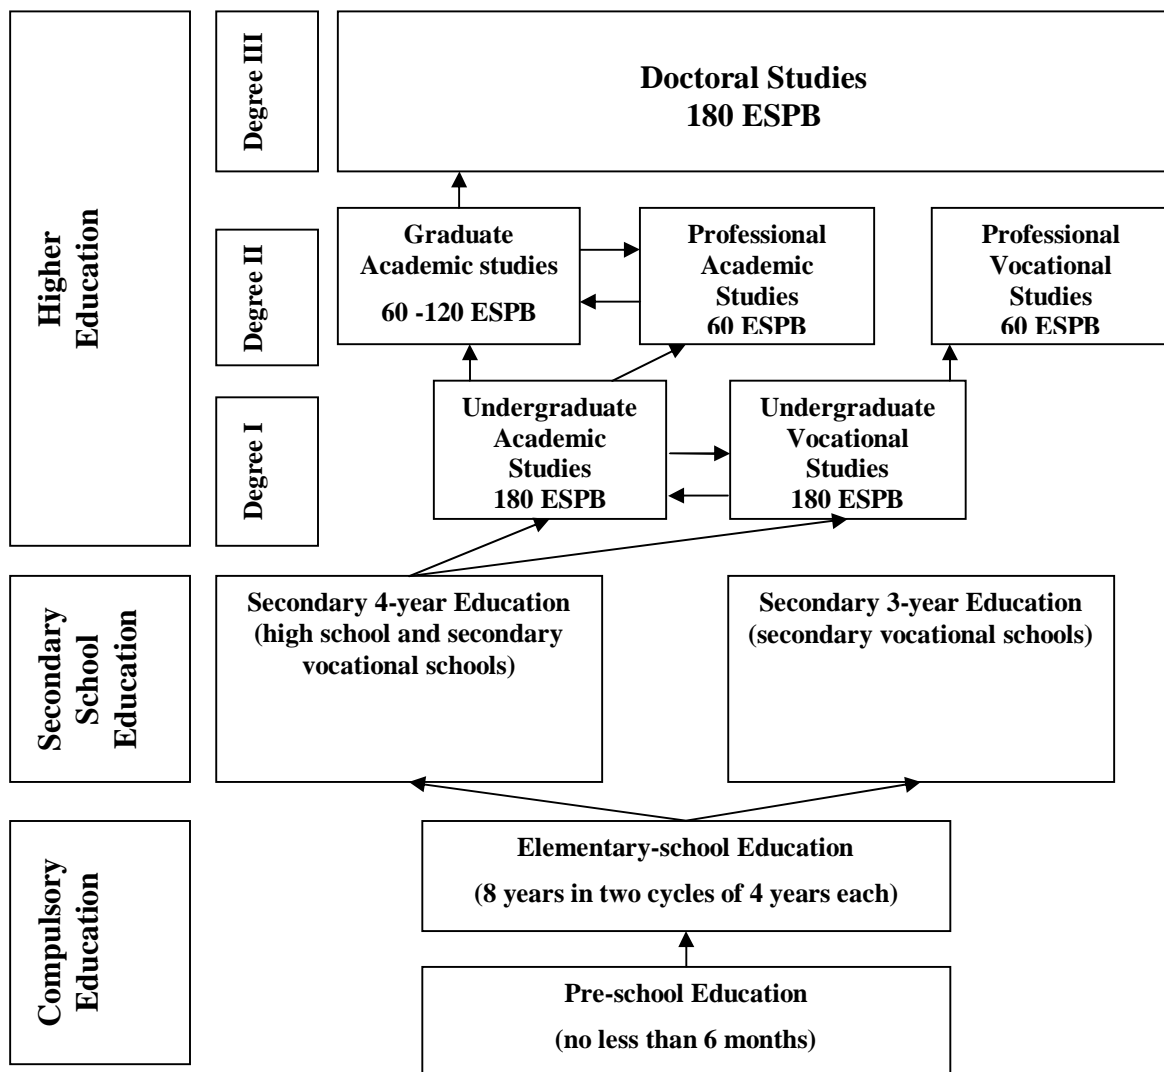 Higher
Education
Degree III
Doctoral Studies
180 ESPB
Degree II
Graduate
Academic studies
60 -120 ESPB
Professional
Academic
Studies
60 ESPB
Professional
Vocational
Studies
60 ESPB
Degree I
Undergraduate
Academic
Studies
180 ESPB
Undergraduate
Vocational
Studies
180 ESPB
Secondary
School
Education
Secondary 4-year Education
(high school and secondary
vocational schools)
Secondary 3-year Education
(secondary vocational schools)
Compulsory
Education
Elementary-school Education
(8 years in two cycles of 4 years each)
Pre-school Education
(no less than 6 months)